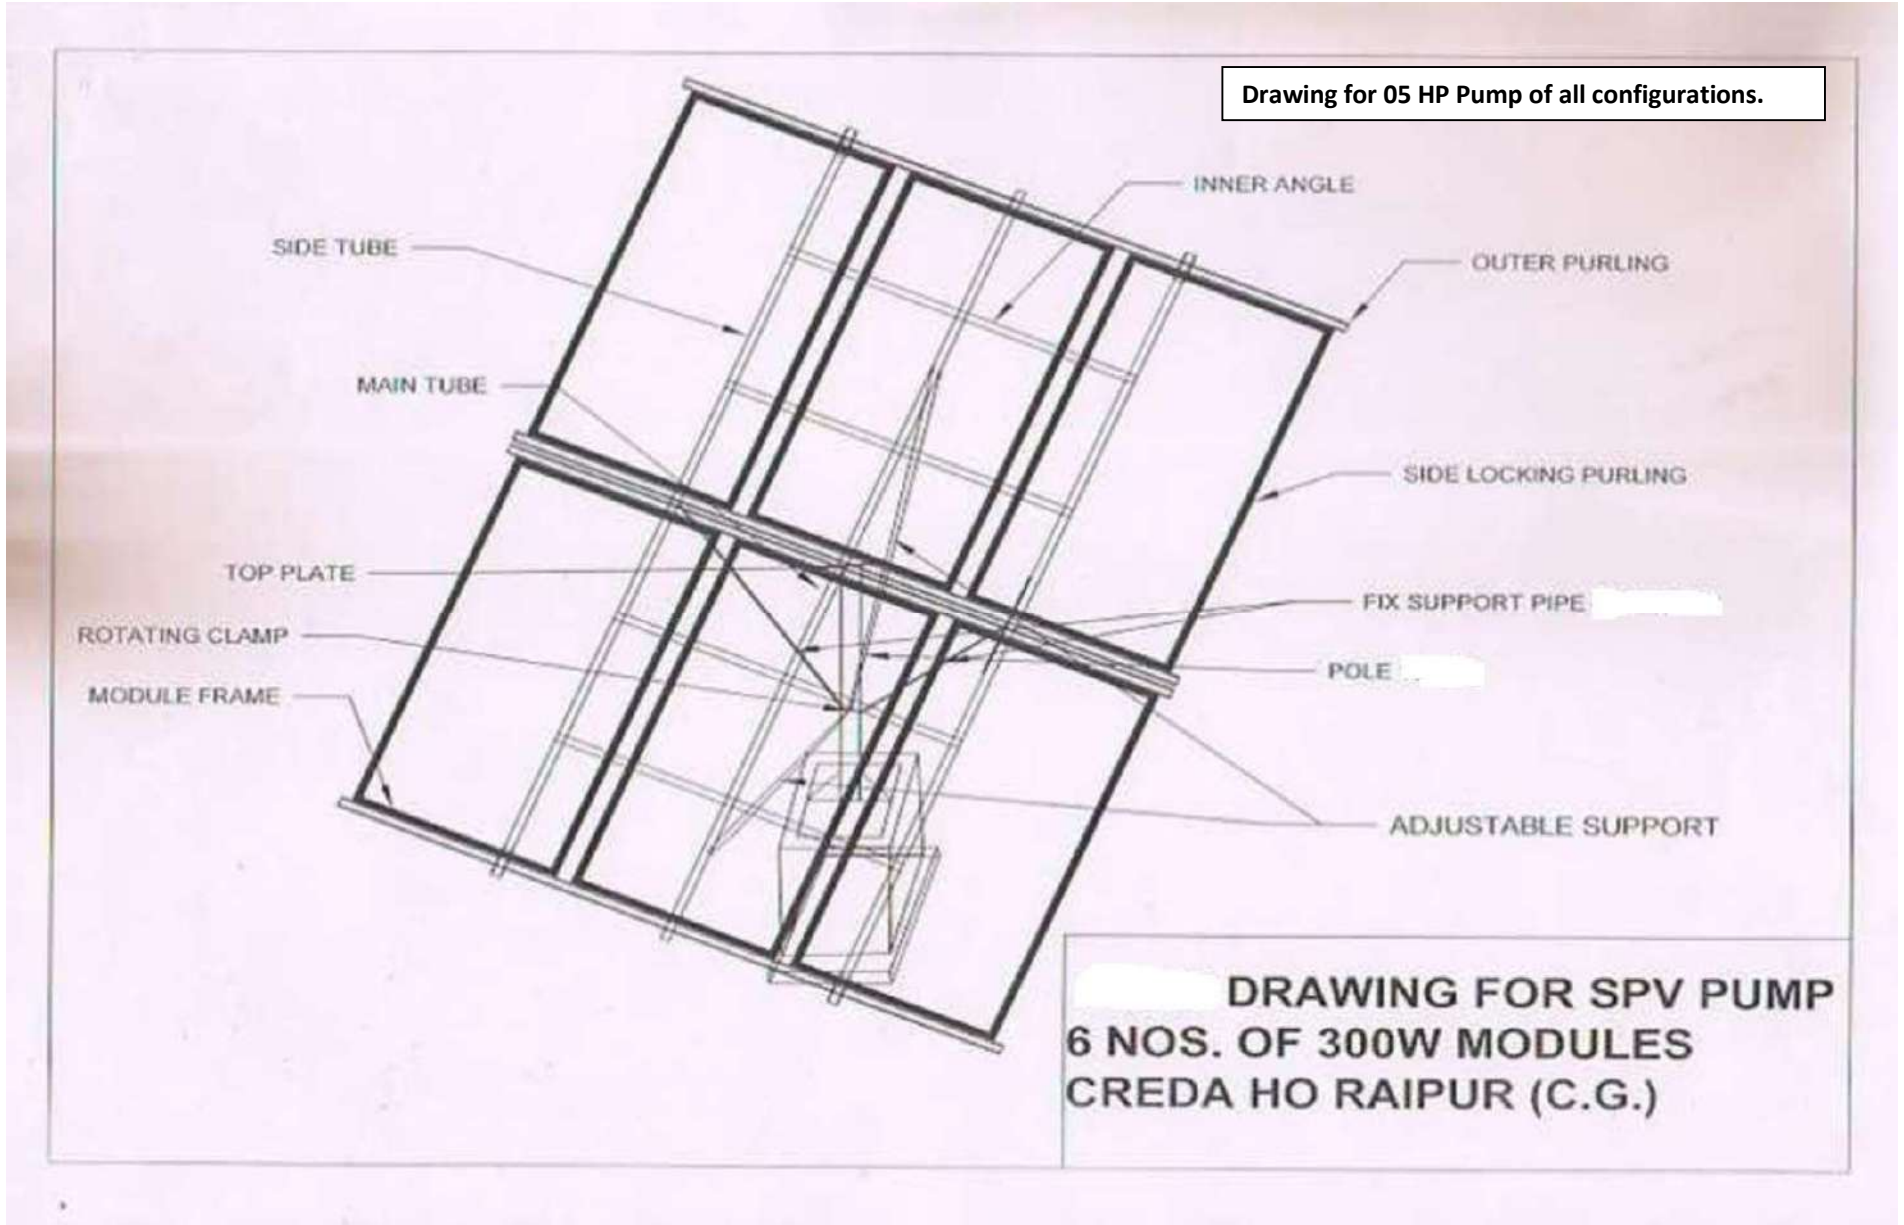 Drawing for 05 HP Pump of all configurations.
INNER ANGLE
SIDE TUBE
OUTER PURLING
MAIN TUBE
SIDE LOCKING PURLING
TOP PLATE
FIX SUPPORT PIPE
ROTATING CLAMP
POLE
MODULE FRAME
ADJUSTABLE SUPPORT
DRAWING FOR SPV PUMP
6 NOS. OF 300W MODULES
CREDA HO RAIPUR (C.G.)